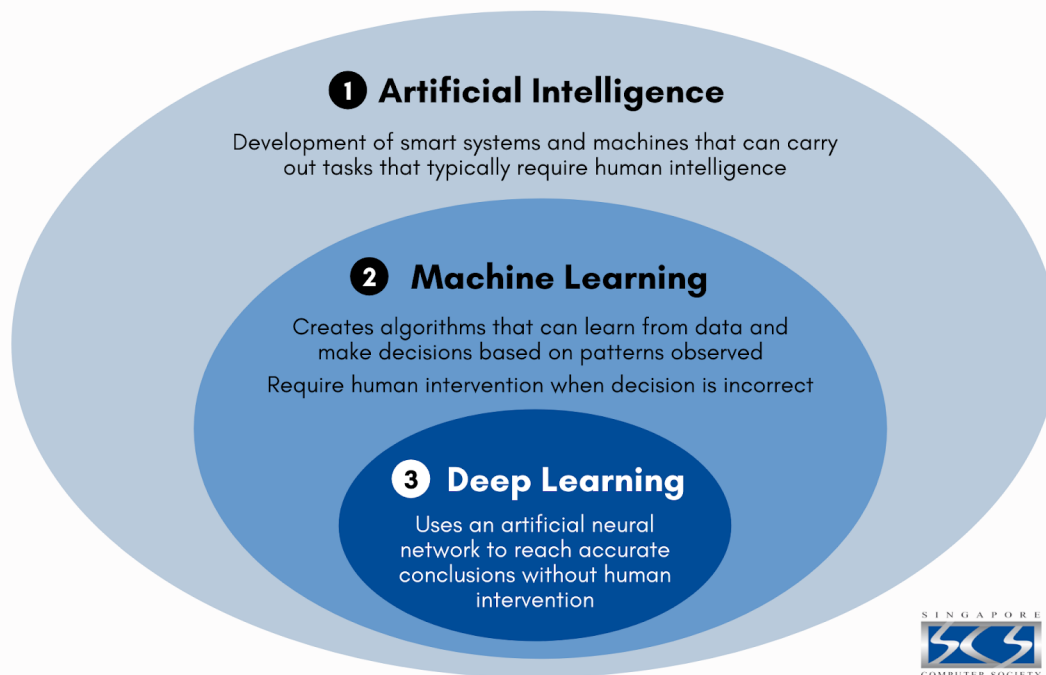 1 Artificial Intelligence
Development of smart systems and machines that can carry
out tasks that typically require human intelligence
2 Machine Learning
Creates algorithms that can learn from data and
make decisions based on patterns observed
Require human intervention when decision is incorrect
3 Deep Learning
Uses an artificial neural
network to reach accurate
conclusions without human
intervention
SINGAPORE
SCS
COMPUTER SOCIETY